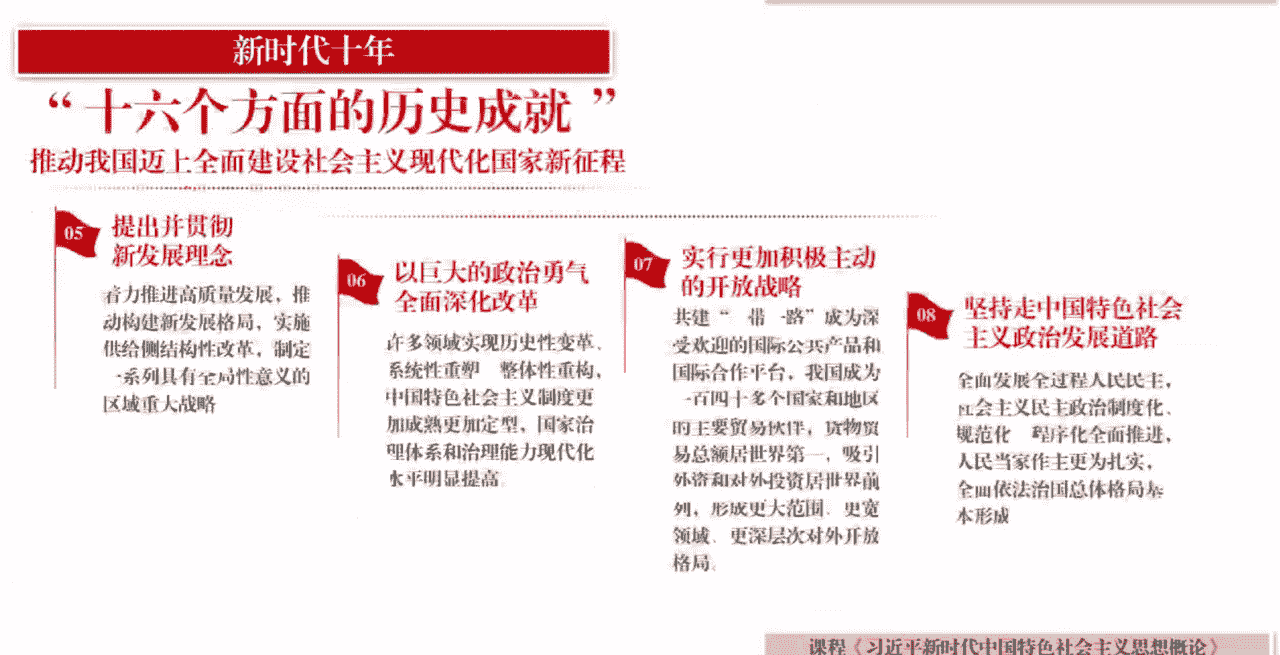 新时代十年
“十六个方面的历史成就”
推动我国迈上全面建设社会主义现代化国家新征程
05
提出并贯彻
新发展理念
着力推进高质量发展，推
动构建新发展格局，实施
供给侧结构性改革，制定
一系列具有全局性意义的
区域重大战略
06
以巨大的政治勇气
全面深化改革
许多领域实现历史性变革、
系统性重塑 整体性重构，
中国特色社会主义制度更
加成熟更加定型，国家治
理体系和治理能力现代化
水平明显提高
07
实行更加积极主动
的开放战略
共建“一带一路”成为深
受欢迎的国际公共产品和
国际合作平台，我国成为
一百四十多个国家和地区
的主要贸易伙伴，货物贸
易总额居世界第一，吸引
外资和对外投资居世界前
列，形成更大范围、更宽
领域、更深层次对外开放
格局。
08
坚持走中国特色社会
主义政治发展道路
全面发展全过程人民民主，
社会主义民主政治制度化、
规范化 程序化全面推进，
人民当家作主更为扎实，
全面依法治国总体格局基
本形成
课程《习近平新时代中国特色社会主义思想概论》